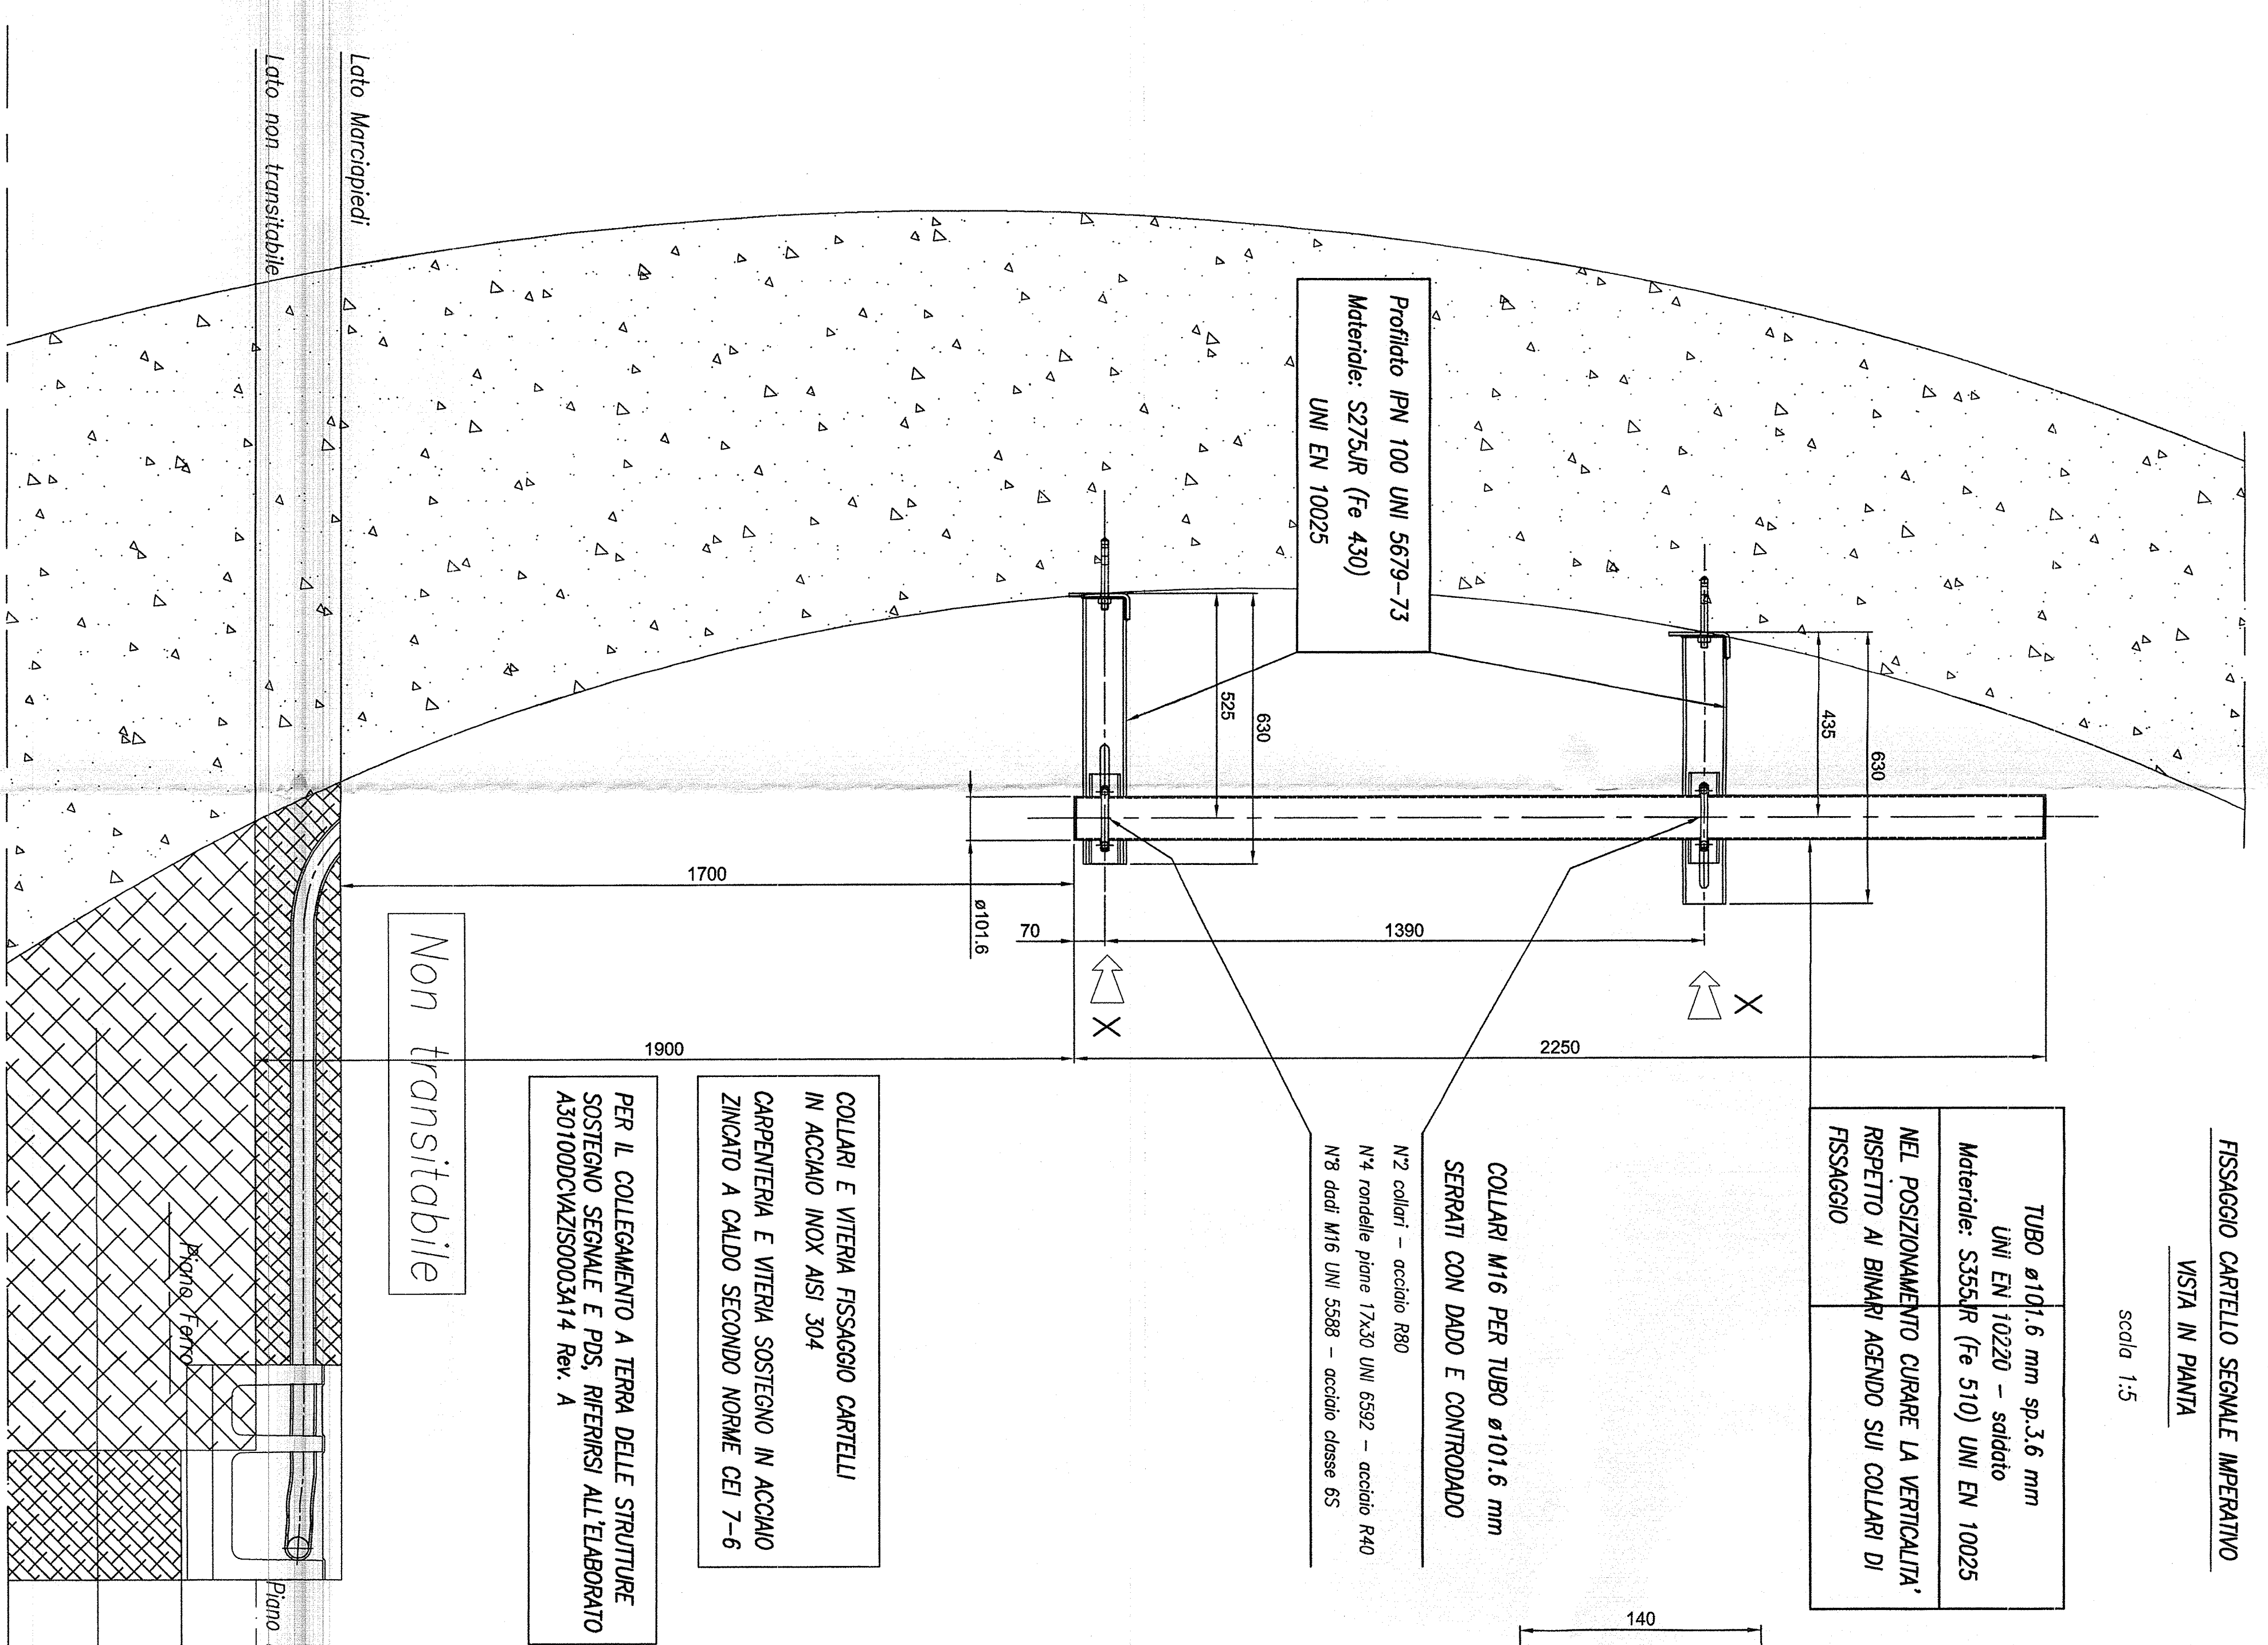 FISSAGGIO CARTELLO SEGNALE IMPERATIVO
VISTA IN PIANTA
scala 1:5
TUBO ø101.6 mm sp.3.6 mm
UNI EN 10220 - saldato
Materiale: S355JR (Fe 510) UNI EN 10025
NEL POSIZIONAMENTO CURARE LA VERTICALITA'
RISPETTO AI BINARI AGENDO SUI COLLARI DI
FISSAGGIO
630
435
Profilato IPN 100 UNI 5679-73
Materiale: S275JR (Fe 430)
UNI EN 10025
630
525
X
X
1390
70
ø101.6
2250
1700
1900
140
COLLARI M16 PER TUBO ø101.6 mm
SERRATI CON DADO E CONTRODADO
N°2 collari - acciaio R80
N°4 rondelle piane 17x30 UNI 6592 - acciaio R40
N°8 dadi M16 UNI 5588 - acciaio classe 6S
COLLARI E VITERIA FISSAGGIO CARTELLI
IN ACCIAIO INOX AISI 304
CARPENTERIA E VITERIA SOSTEGNO IN ACCIAIO
ZINCATO A CALDO SECONDO NORME CEI 7-6
PER IL COLLEGAMENTO A TERRA DELLE STRUTTURE
SOSTEGNO SEGNALE E PDS, RIFERIRSI ALL'ELABORATO
A30100DCVAZIS0003A14 Rev. A
Non transitabile
Lato Marciapiedi
Lato non transitabile
Piano Ferro
Piano